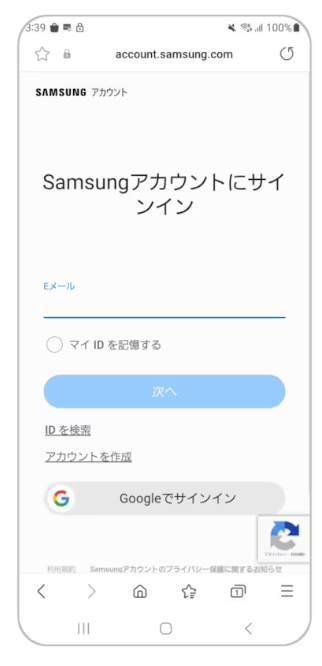 3:39
100%
account.samsung.com
SAMSUNG アカウント
Samsungアカウントにサイ
ンイン
Eメール
マイ ID を記憶する
次へ
ID を検索
アカウントを作成
Googleでサインイン
利用規約 Samsungアカウントのプライバシー保護に関するお知らせ
1